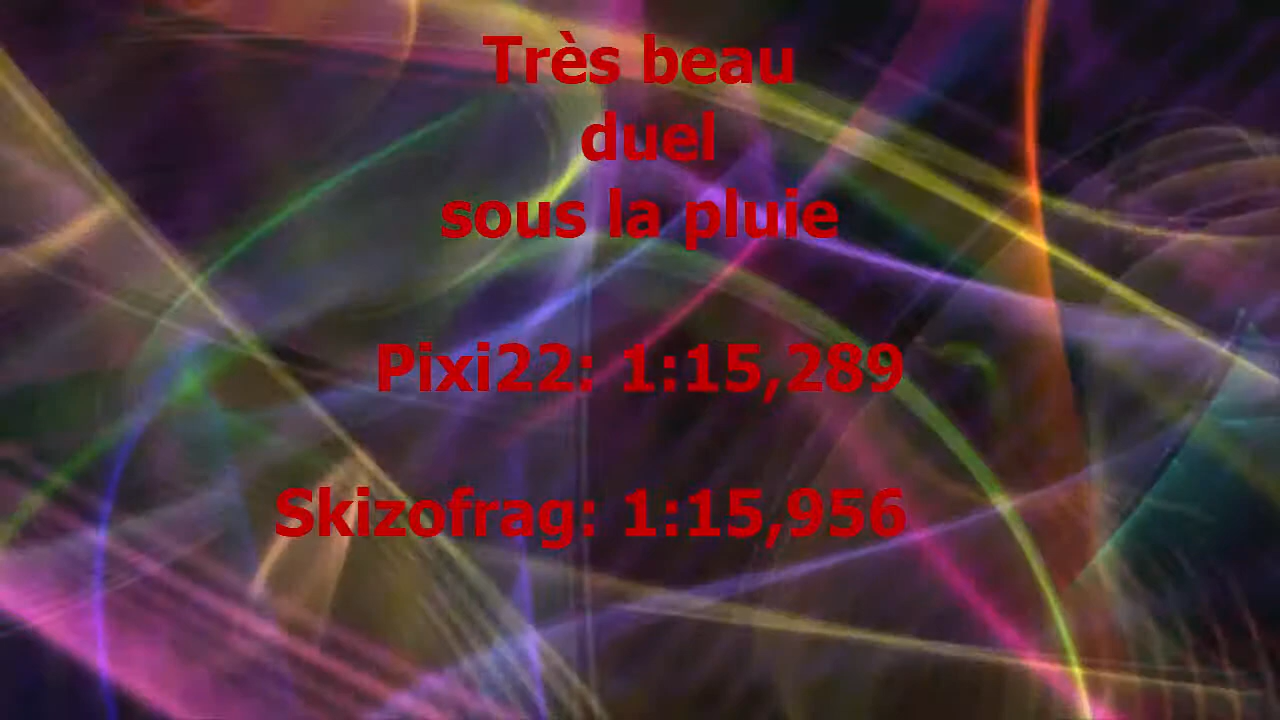 Très beau
duel
sous la pluie
Pixi22: 1:15,289
Skizofrag: 1:15,956